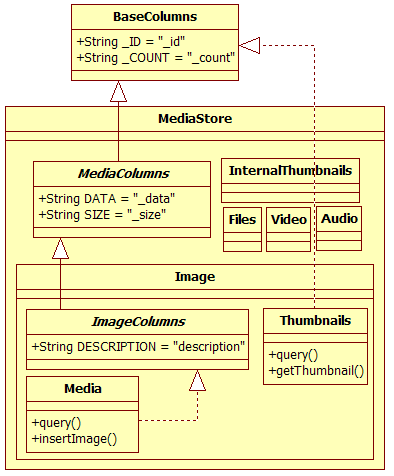 BaseColumns
+String _ID = "_id"
+String _COUNT = "_count"
MediaStore
MediaColumns
+String DATA = "_data"
+String SIZE = "_size"
InternalThumbnails
Files
Video
Audio
Image
ImageColumns
+String DESCRIPTION = "description"
Thumbnails
+query()
+getThumbnail()
Media
+query()
+insertImage()